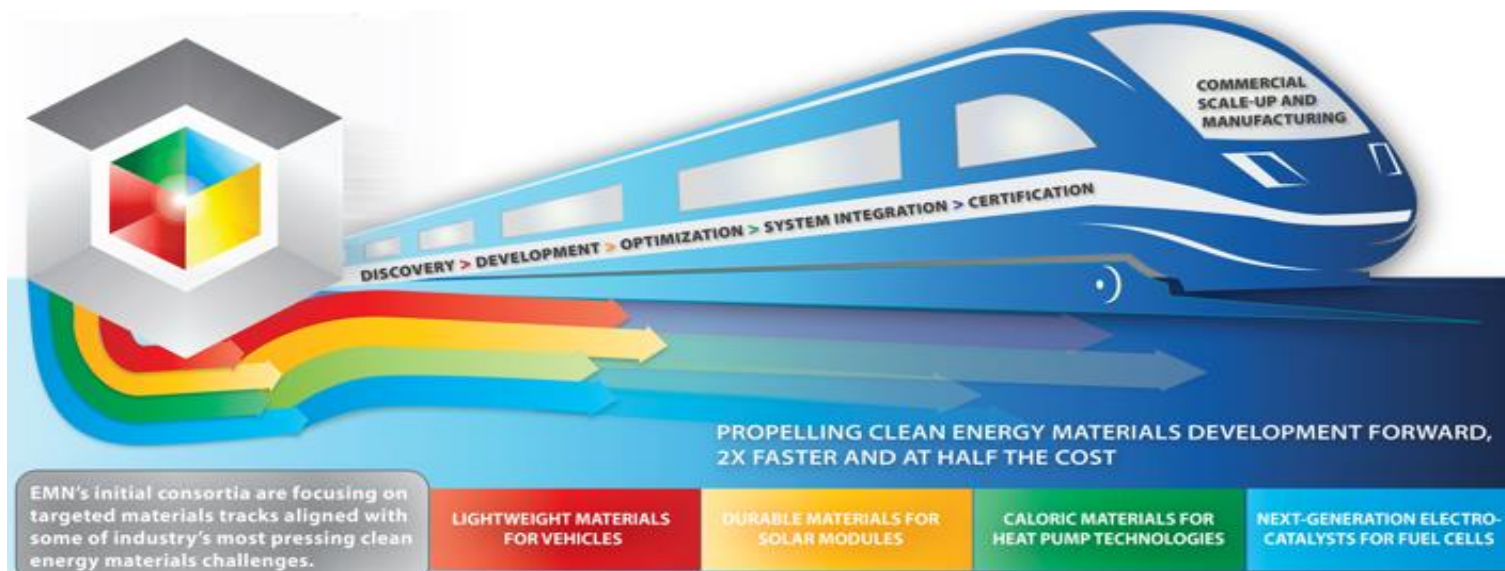 COMMERCIAL
SCALE-UP AND
MANUFACTURING
DISCOVERY > DEVELOPMENT > OPTIMIZATION > SYSTEM INTEGRATION > CERTIFICATION
PROPELLING CLEAN ENERGY MATERIALS DEVELOPMENT FORWARD,
2X FASTER AND AT HALF THE COST
EMN's initial consortia are focusing on
targeted materials tracks aligned with
some of industry's most pressing clean
energy materials challenges.
LIGHTWEIGHT MATERIALS
FOR VEHICLES
DURABLE MATERIALS FOR
SOLAR MODULES
CALORIC MATERIALS FOR
HEAT PUMP TECHNOLOGIES
NEXT-GENERATION ELECTRO-
CATALYSTS FOR FUEL CELLS